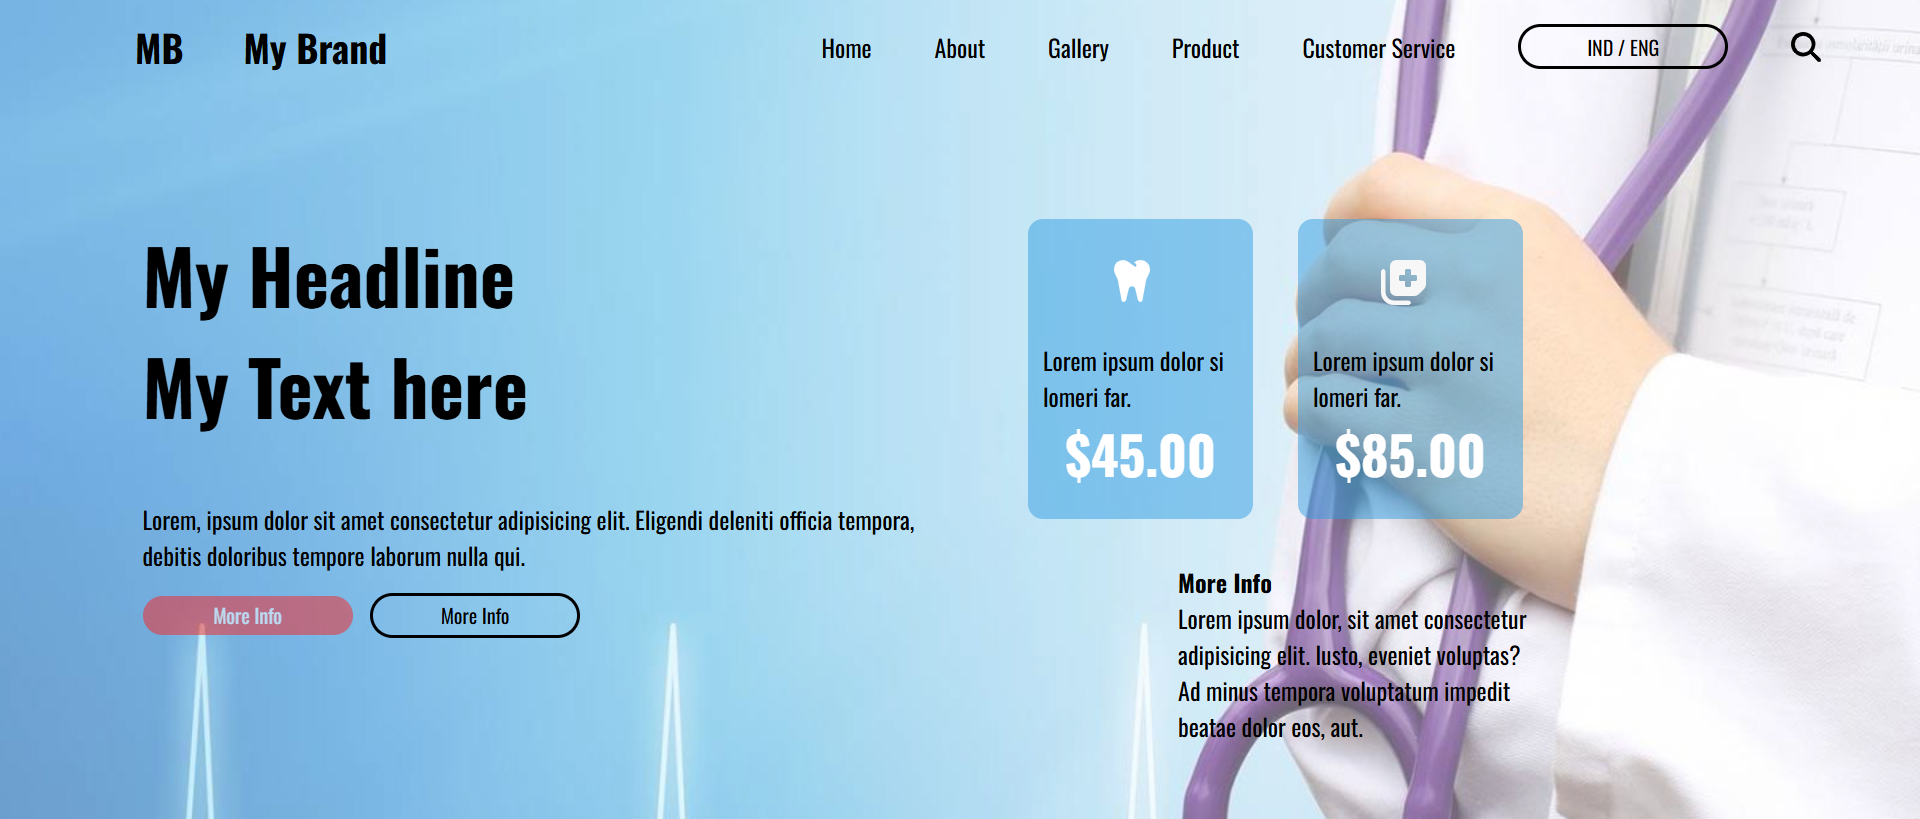 MB My Brand Home About Gallery Product Customer Service IND / ENG
My Headline
My Text here
Lorem, ipsum dolor sit amet consectetur adipisicing elit. Eligendi deleniti officia tempora,
debitis doloribus tempore laborum nulla qui.
More Info More Info
Lorem ipsum dolor si
lomeri far.
$45.00
Lorem ipsum dolor si
lomeri far.
$85.00
More Info
Lorem ipsum dolor, sit amet consectetur
adipisicing elit. Iusto, eveniet voluptas?
Ad minus tempora voluptatum impedit
beatae dolor eos, aut.